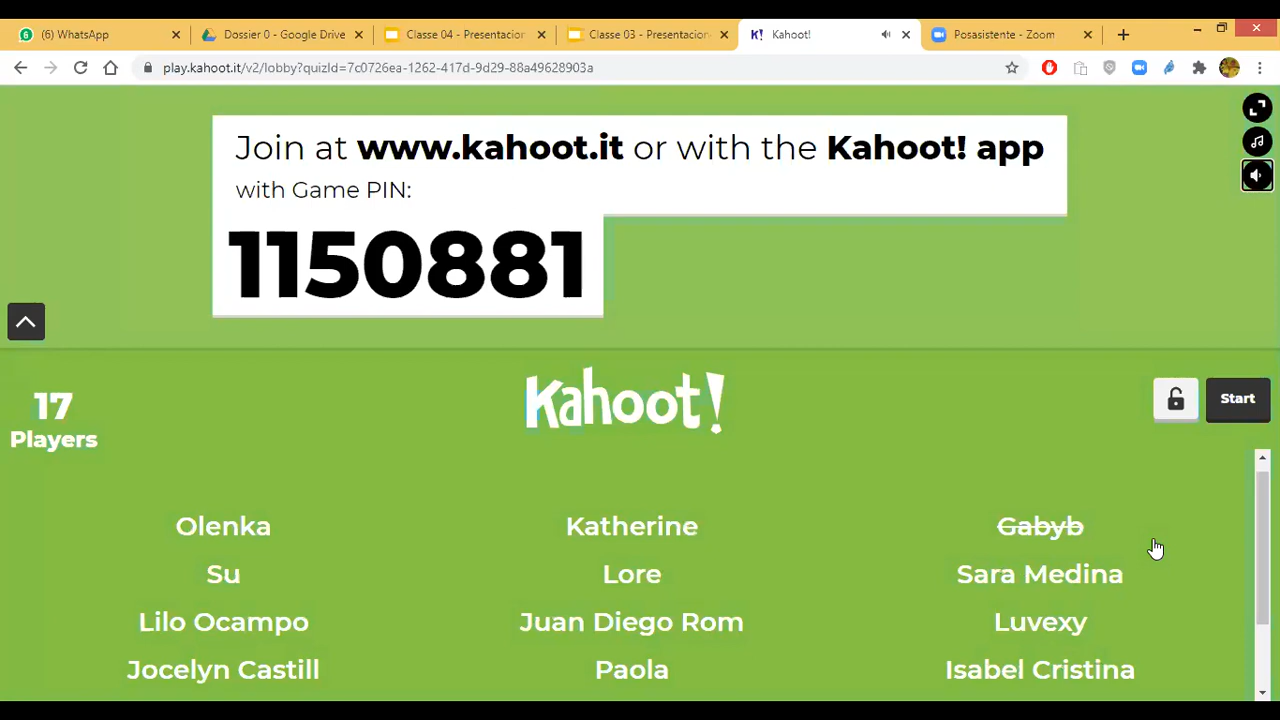 6 (6) WhatsApp
Dossier 0 - Google Drive
Classe 04 - Presentacion
Classe 03 - Presentacion
K! Kahoot!
Posasistente - Zoom
play.kahoot.it/v2/lobby?quizId=7c0726ea-1262-417d-9d29-88a49628903a
Join at www.kahoot.it or with the Kahoot! app
with Game PIN:
1150881
17
Players
Kahoot!
Start
Olenka Katherine Gabyb
Su Lore Sara Medina
Lilo Ocampo Juan Diego Rom Luvexy
Jocelyn Castill Paola Isabel Cristina